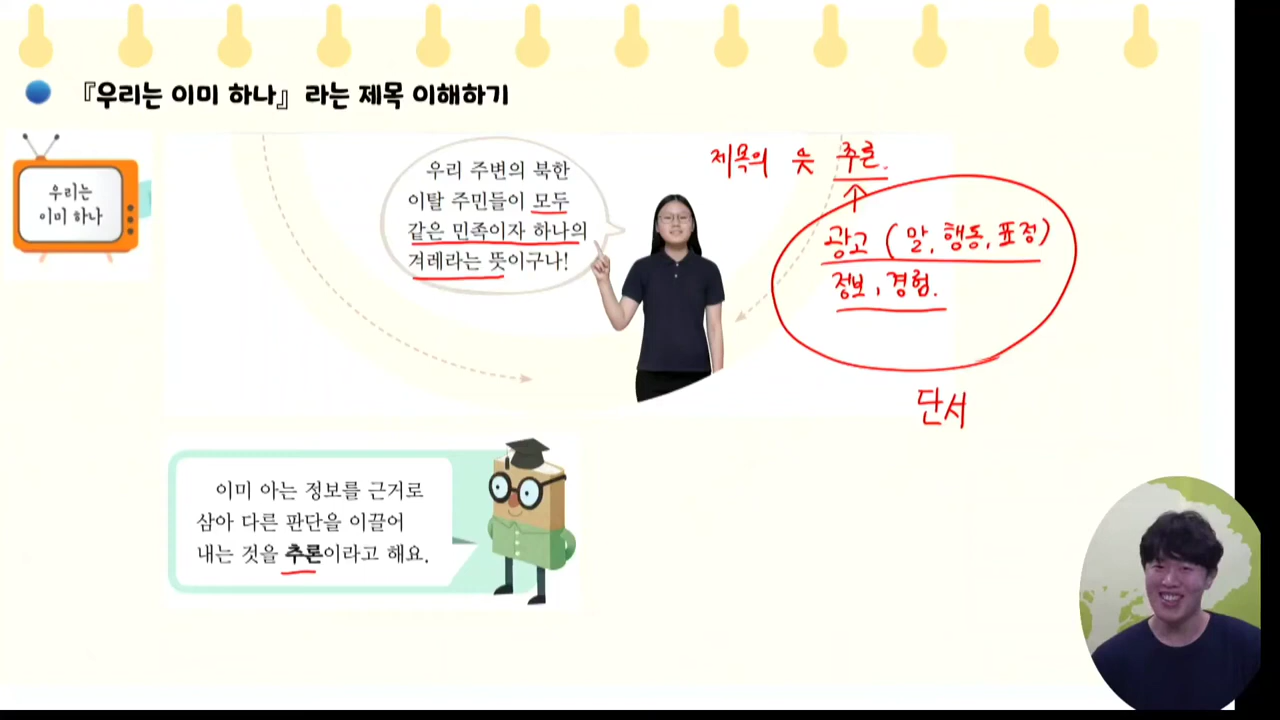 『우리는 이미 하나』 라는 제목 이해하기
우리는
이미 하나
우리 주변의 북한
이탈 주민들이 모두
같은 민족이자 하나의
겨레라는 뜻이구나!
제목의 뜻 추론.
광고 (말, 행동, 표정)
정보, 경험.
단서
이미 아는 정보를 근거로
삼아 다른 판단을 이끌어
내는 것을 추론이라고 해요.